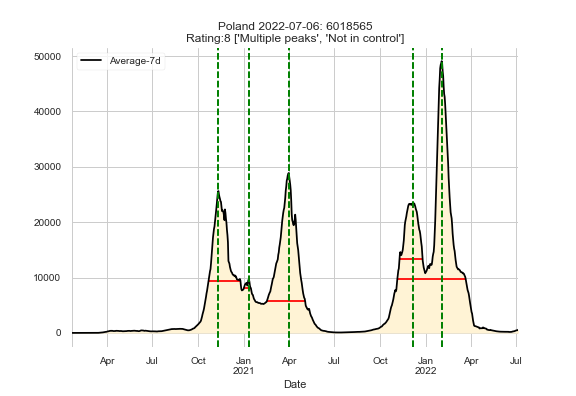 Poland 2022-07-06: 6018565
Rating:8 ['Multiple peaks', 'Not in control']
Average-7d
50000
40000
30000
20000
10000
0
Apr Jul Oct Jan Apr Jul Oct Jan Apr Jul
2021 2022
Date